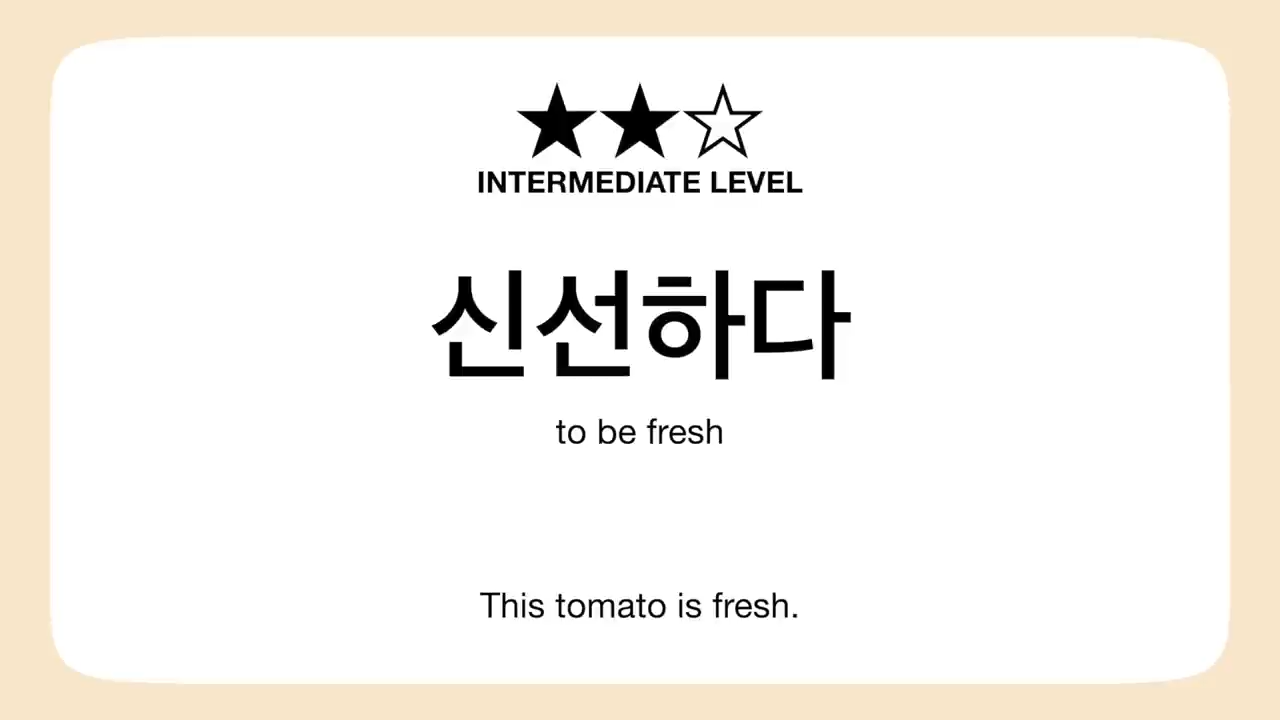 INTERMEDIATE LEVEL
신선하다
to be fresh
This tomato is fresh.